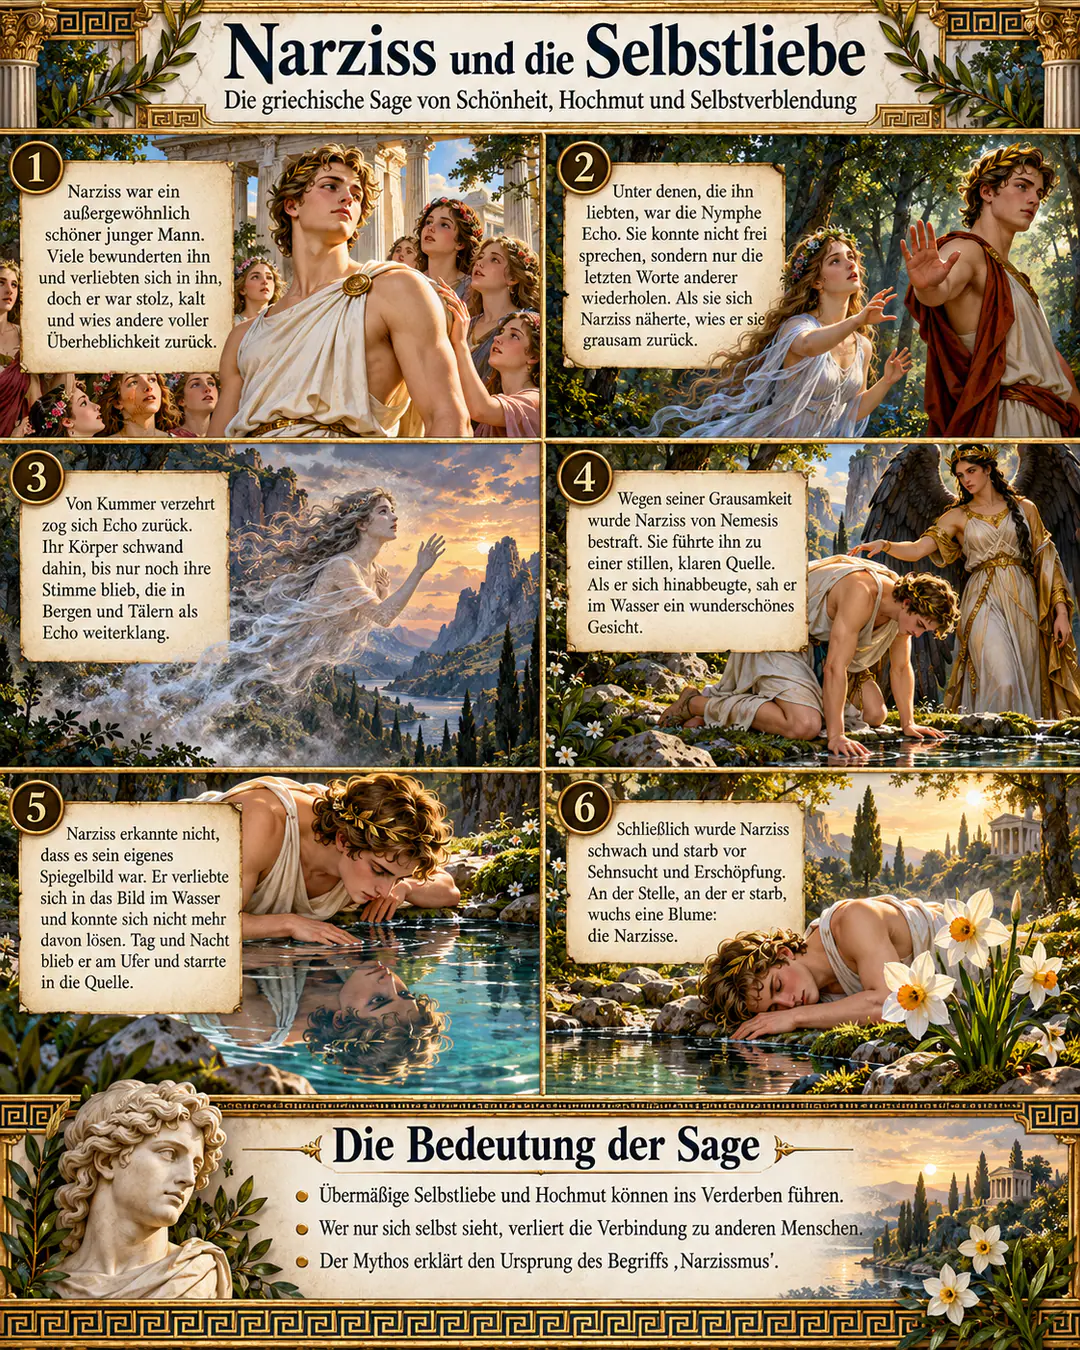 Narziss und die Selbstliebe
Die griechische Sage von Schönheit, Hochmut und Selbstverblendung
1
Narziss war ein
außergewöhnlich
schöner junger Mann.
Viele bewunderten ihn
und verliebten sich in ihn,
doch er war stolz, kalt
und wies andere voller
Überheblichkeit zurück.
2
Unter denen, die ihn
liebten, war die Nymphe
Echo. Sie konnte nicht frei
sprechen, sondern nur die
letzten Worte anderer
wiederholen. Als sie sich
Narziss näherte, wies er sie
grausam zurück.
3
Von Kummer verzehrt
zog sich Echo zurück.
Ihr Körper schwand
dahin, bis nur noch ihre
Stimme blieb, die in
Bergen und Tälern als
Echo weiterklang.
4
Wegen seiner Grausamkeit
wurde Narziss von Nemesis
bestraft. Sie führte ihn zu
einer stillen, klaren Quelle.
Als er sich hinabbeugte, sah er
im Wasser ein wunderschönes
Gesicht.
5
Narziss erkannte nicht,
dass es sein eigenes
Spiegelbild war. Er verliebte
sich in das Bild im Wasser
und konnte sich nicht mehr
davon lösen. Tag und Nacht
blieb er am Ufer und starrte
in die Quelle.
6
Schließlich wurde Narziss
schwach und starb vor
Sehnsucht und Erschöpfung.
An der Stelle, an der er starb,
wuchs eine Blume:
die Narzisse.
Die Bedeutung der Sage
Übermäßige Selbstliebe und Hochmut können ins Verderben führen.
Wer nur sich selbst sieht, verliert die Verbindung zu anderen Menschen.
Der Mythos erklärt den Ursprung des Begriffs ‚Narzissmus'.